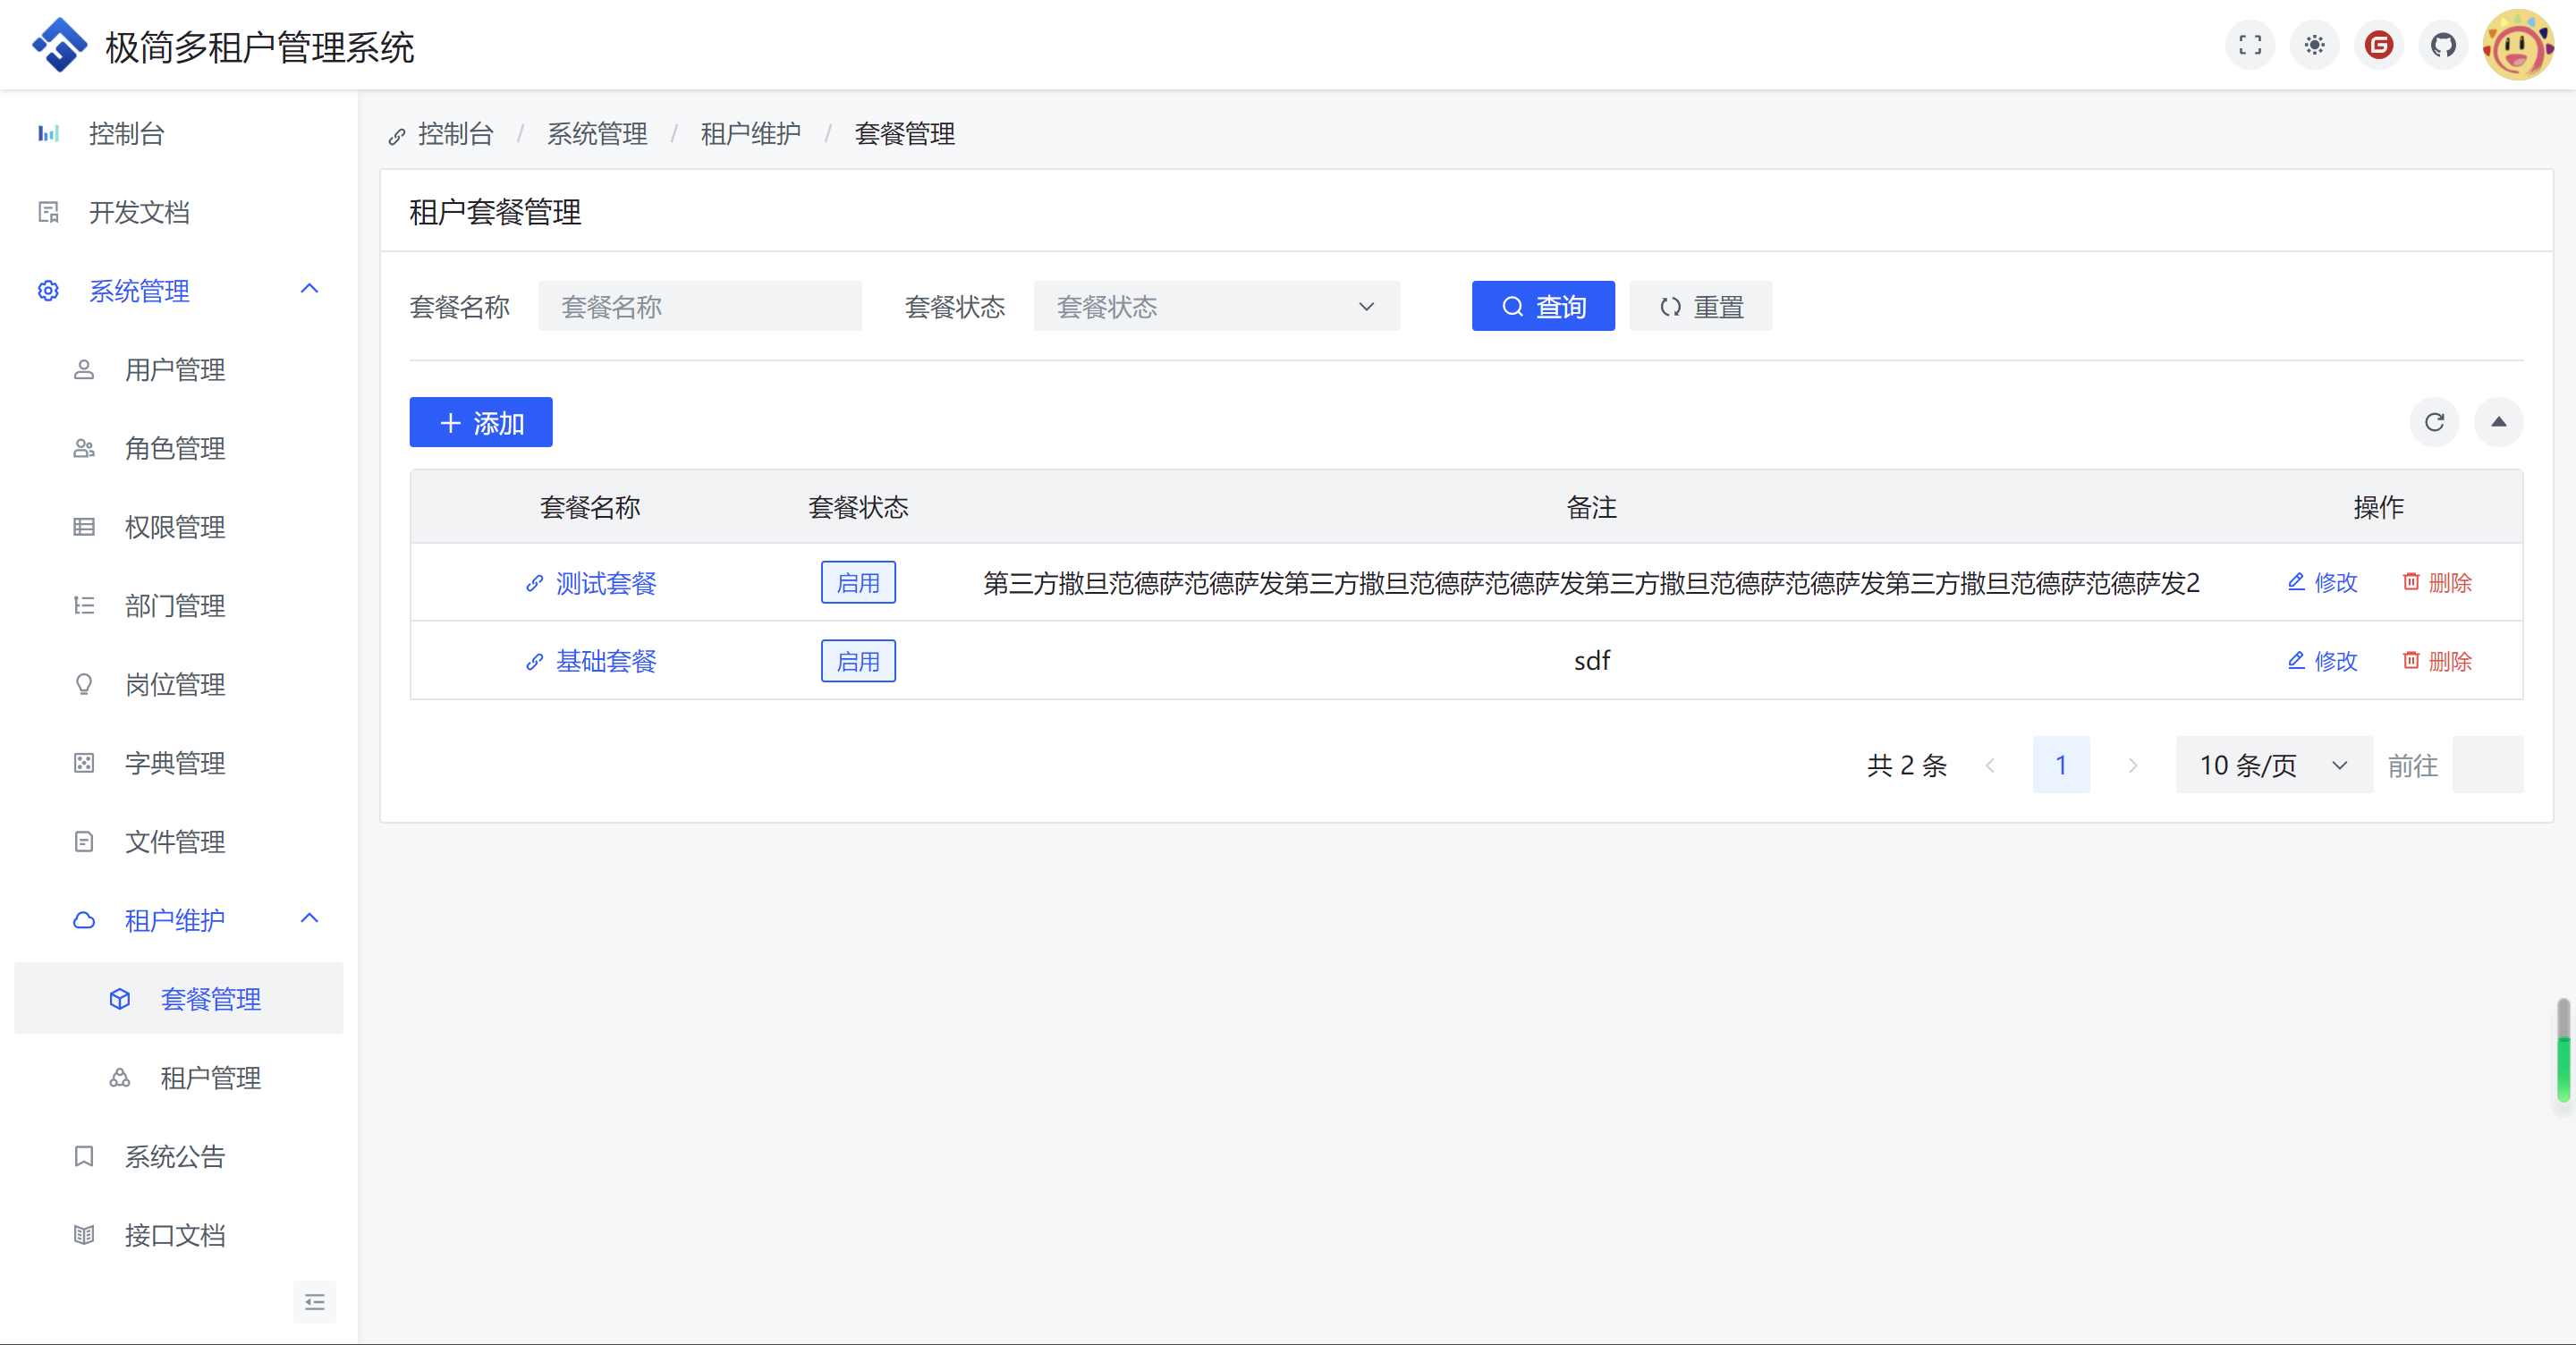 极简多租户管理系统
控制台
开发文档
系统管理
用户管理
角色管理
权限管理
部门管理
岗位管理
字典管理
文件管理
租户维护
套餐管理
租户管理
系统公告
接口文档
控制台 / 系统管理 / 租户维护 / 套餐管理
租户套餐管理
套餐名称 套餐名称 套餐状态 套餐状态 查询 重置
添加
套餐名称 套餐状态 备注 操作
测试套餐 启用 第三方撒旦范德萨范德萨发第三方撒旦范德萨范德萨发第三方撒旦范德萨范德萨发第三方撒旦范德萨范德萨发2 修改 删除
基础套餐 启用 sdf 修改 删除
共 2 条 1 10 条/页 前往